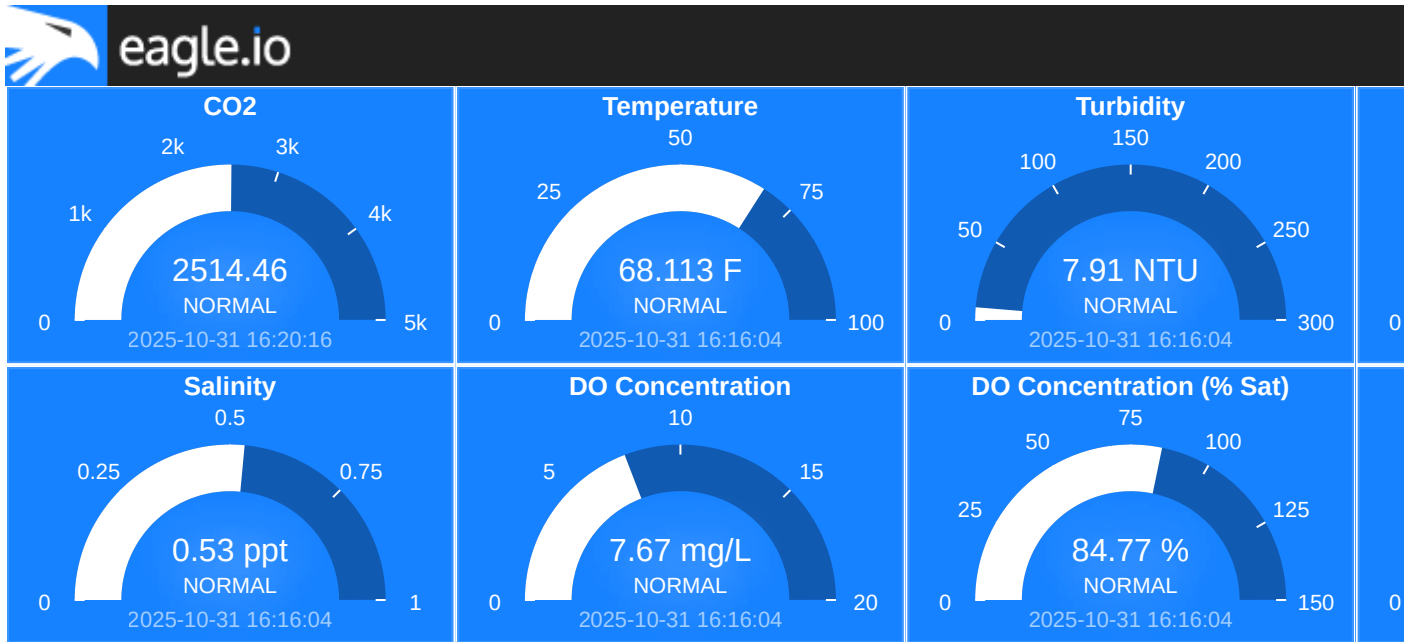 eagle.io
CO2
2k
3k
1k
4k
2514.46
NORMAL
0
5k
2025-10-31 16:20:16
Temperature
50
25
75
68.113 F
NORMAL
0
100
2025-10-31 16:16:04
Turbidity
150
100
200
50
250
7.91 NTU
NORMAL
0
300
2025-10-31 16:16:04
0
Salinity
0.5
0.25
0.75
0.53 ppt
NORMAL
0
1
2025-10-31 16:16:04
DO Concentration
10
5
15
7.67 mg/L
NORMAL
0
20
2025-10-31 16:16:04
DO Concentration (% Sat)
75
50
100
25
125
84.77 %
NORMAL
0
150
2025-10-31 16:16:04
0